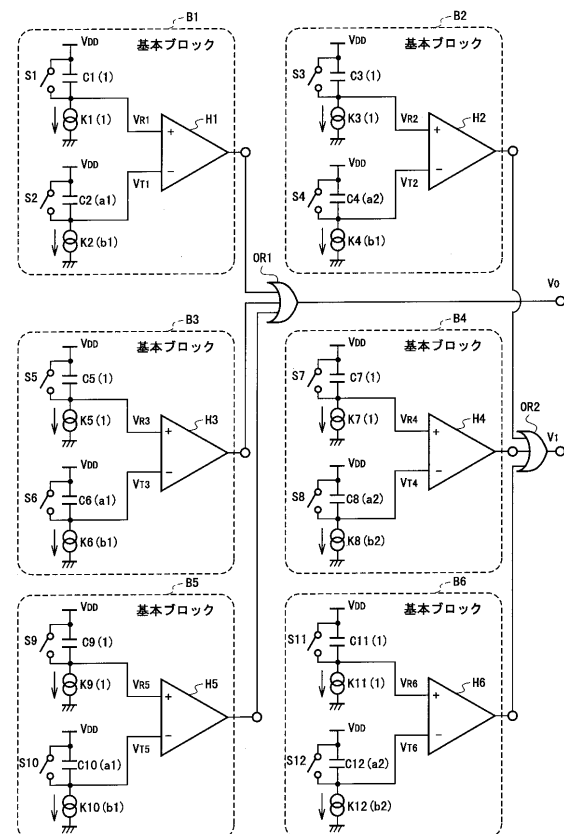 B1
基本ブロック
VDD
S1
C1(1)
K1(1)
VR1
H1
+
−
VDD
S2
C2(a1)
VT1
K2(b1)
B2
基本ブロック
VDD
S3
C3(1)
K3(1)
VR2
H2
+
−
VDD
S4
C4(a2)
VT2
K4(b1)
OR1
V0
B3
基本ブロック
VDD
S5
C5(1)
K5(1)
VR3
H3
+
−
VDD
S6
C6(a1)
VT3
K6(b1)
B4
基本ブロック
VDD
S7
C7(1)
K7(1)
VR4
H4
+
−
VDD
S8
C8(a2)
VT4
K8(b2)
OR2
V1
B5
基本ブロック
VDD
S9
C9(1)
K9(1)
VR5
H5
+
−
VDD
S10
C10(a1)
VT5
K10(b1)
B6
基本ブロック
VDD
S11
C11(1)
K11(1)
VR6
H6
+
−
VDD
S12
C12(a2)
VT6
K12(b2)